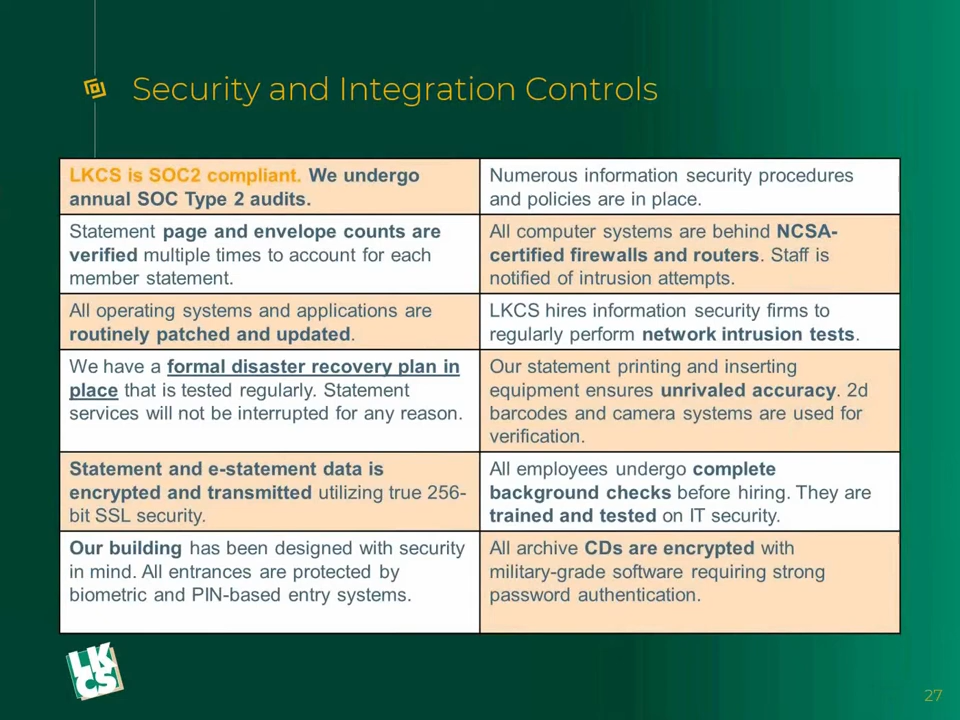 Security and Integration Controls
LKCS is SOC2 compliant. We undergo
annual SOC Type 2 audits.
Numerous information security procedures
and policies are in place.
Statement page and envelope counts are
verified multiple times to account for each
member statement.
All computer systems are behind NCSA-
certified firewalls and routers. Staff is
notified of intrusion attempts.
All operating systems and applications are
routinely patched and updated.
LKCS hires information security firms to
regularly perform network intrusion tests.
We have a formal disaster recovery plan in
place that is tested regularly. Statement
services will not be interrupted for any reason.
Our statement printing and inserting
equipment ensures unrivaled accuracy. 2d
barcodes and camera systems are used for
verification.
Statement and e-statement data is
encrypted and transmitted utilizing true 256-
bit SSL security.
All employees undergo complete
background checks before hiring. They are
trained and tested on IT security.
Our building has been designed with security
in mind. All entrances are protected by
biometric and PIN-based entry systems.
All archive CDs are encrypted with
military-grade software requiring strong
password authentication.
LK
CS
27